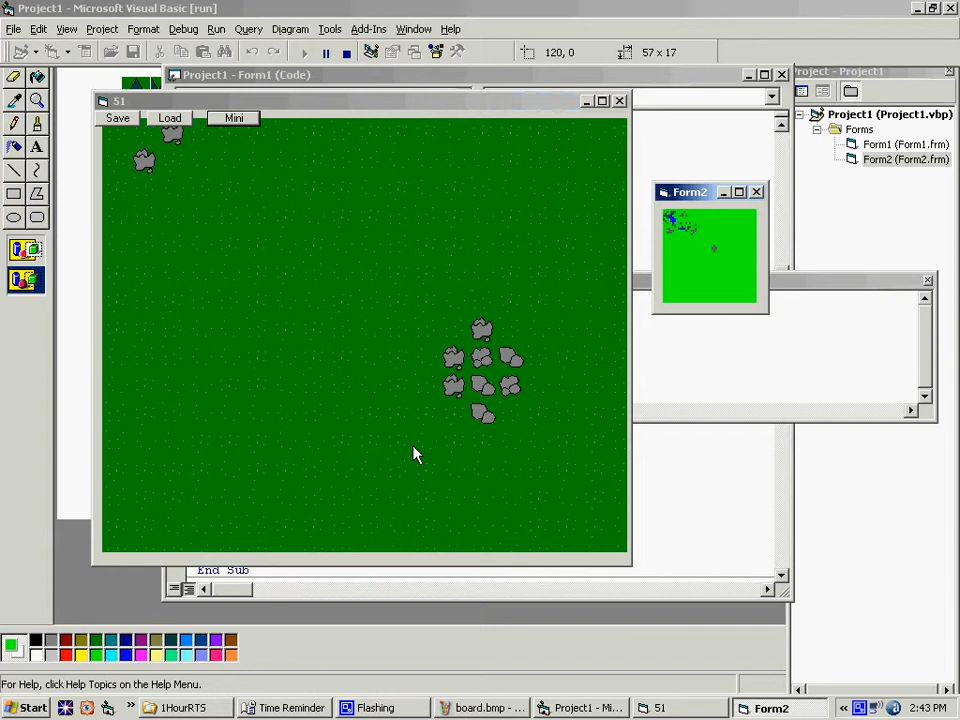 Project1 - Microsoft Visual Basic [run]
File Edit View Project Format Debug Run Query Diagram Tools Add-Ins Window Help
120, 0 57 x 17
Project1 - Form1 (Code)
Project - Project1
51
Save Load Mini
Project1 (Project1.vbp)
Forms
Form1 (Form1.frm)
Form2 (Form2.frm)
Form2
End Sub
For Help, click Help Topics on the Help Menu.
Start » 1HourRTS Time Reminder Flashing board.bmp - ... Project1 - Mi... 51 Form2 « 2:43 PM